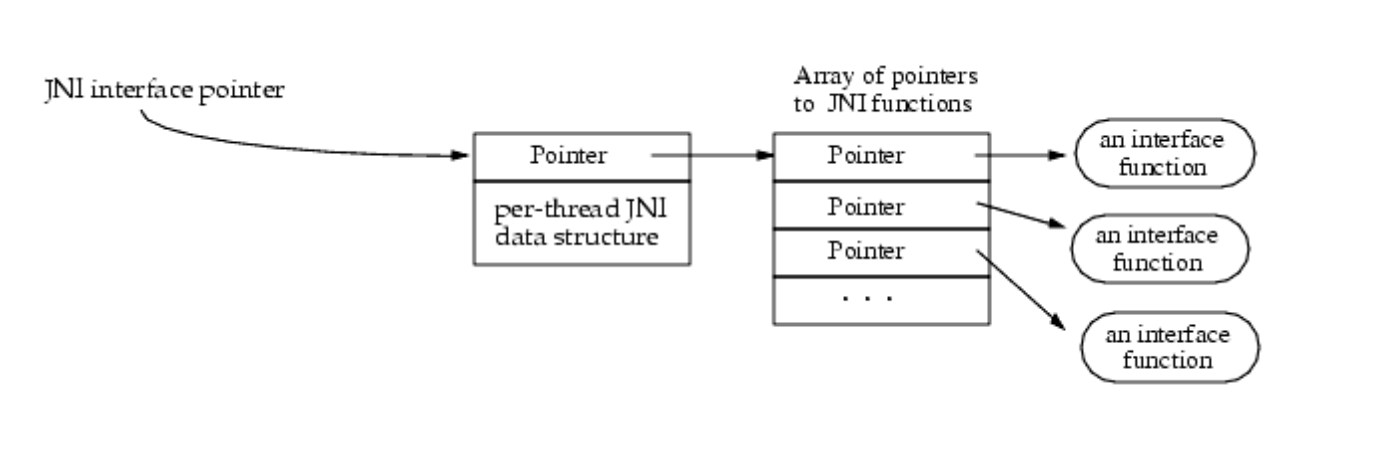 JNI interface pointer
Array of pointers
to JNI functions
Pointer
per-thread JNI
data structure
Pointer
Pointer
Pointer
. . .
an interface
function
an interface
function
an interface
function